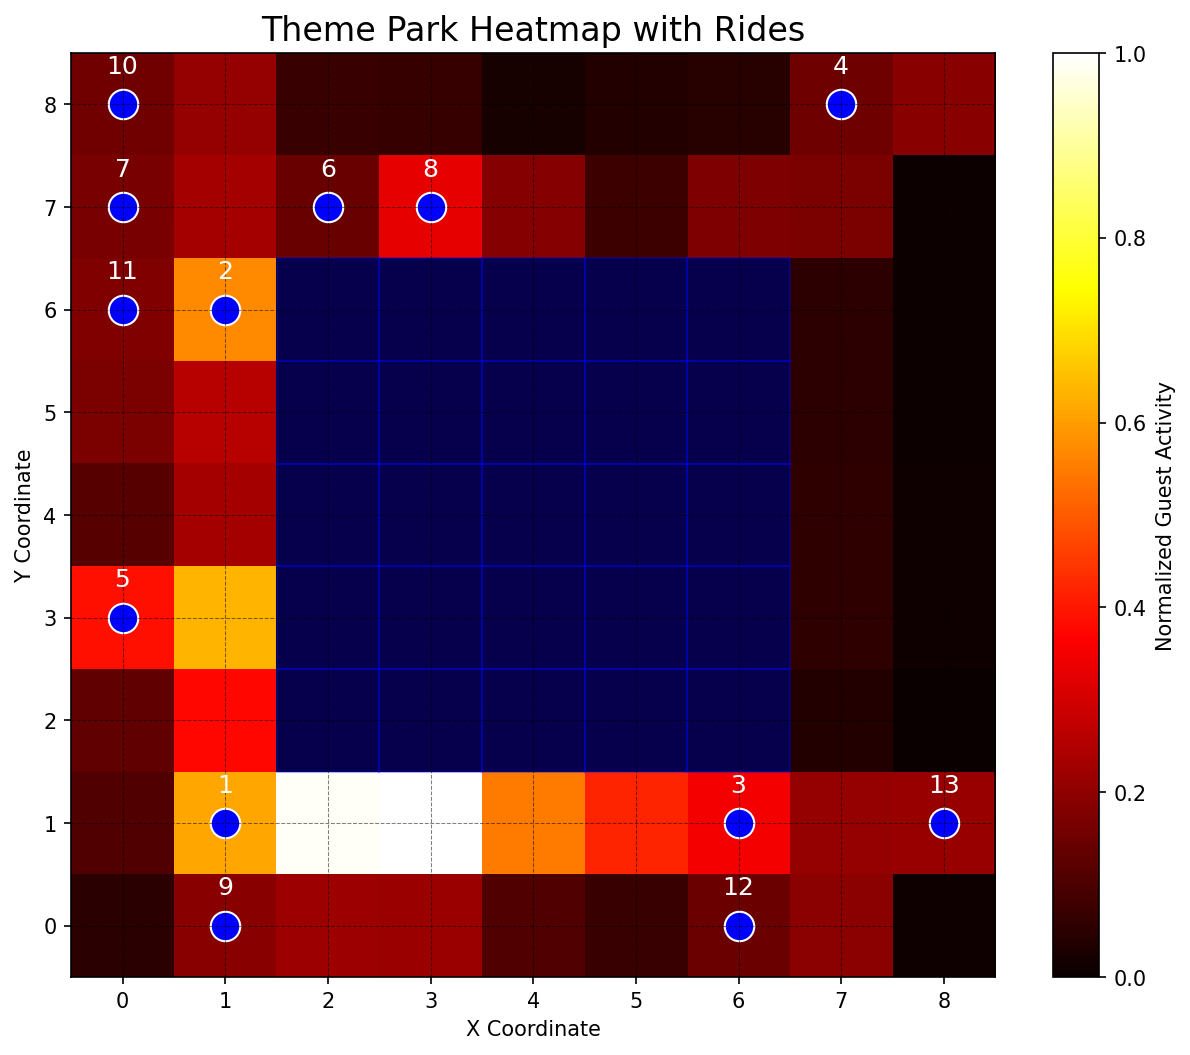 Theme Park Heatmap with Rides
10 4
7 6 8
11 2
5
1 3 13
9 12
8
7
6
5
4
3
2
1
0
Y Coordinate
0 1 2 3 4 5 6 7 8
X Coordinate
1.0
0.8
0.6
0.4
0.2
0.0
Normalized Guest Activity